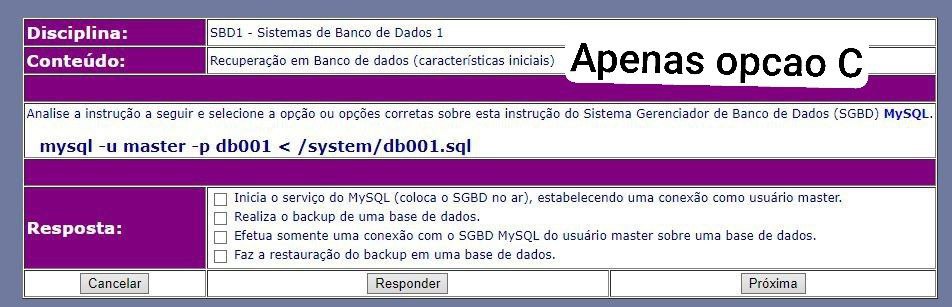 Disciplina: SBD1 - Sistemas de Banco de Dados 1
Conteúdo: Recuperação em Banco de dados (características iniciais)
Apenas opcao C
Analise a instrução a seguir e selecione a opção ou opções corretas sobre esta instrução do Sistema Gerenciador de Banco de Dados (SGBD) MySQL.
mysql -u master -p db001 < /system/db001.sql
Resposta:
Inicia o serviço do MySQL (coloca o SGBD no ar), estabelecendo uma conexão como usuário master.
Realiza o backup de uma base de dados.
Efetua somente uma conexão com o SGBD MySQL do usuário master sobre uma base de dados.
Faz a restauração do backup em uma base de dados.
Cancelar Responder Próxima